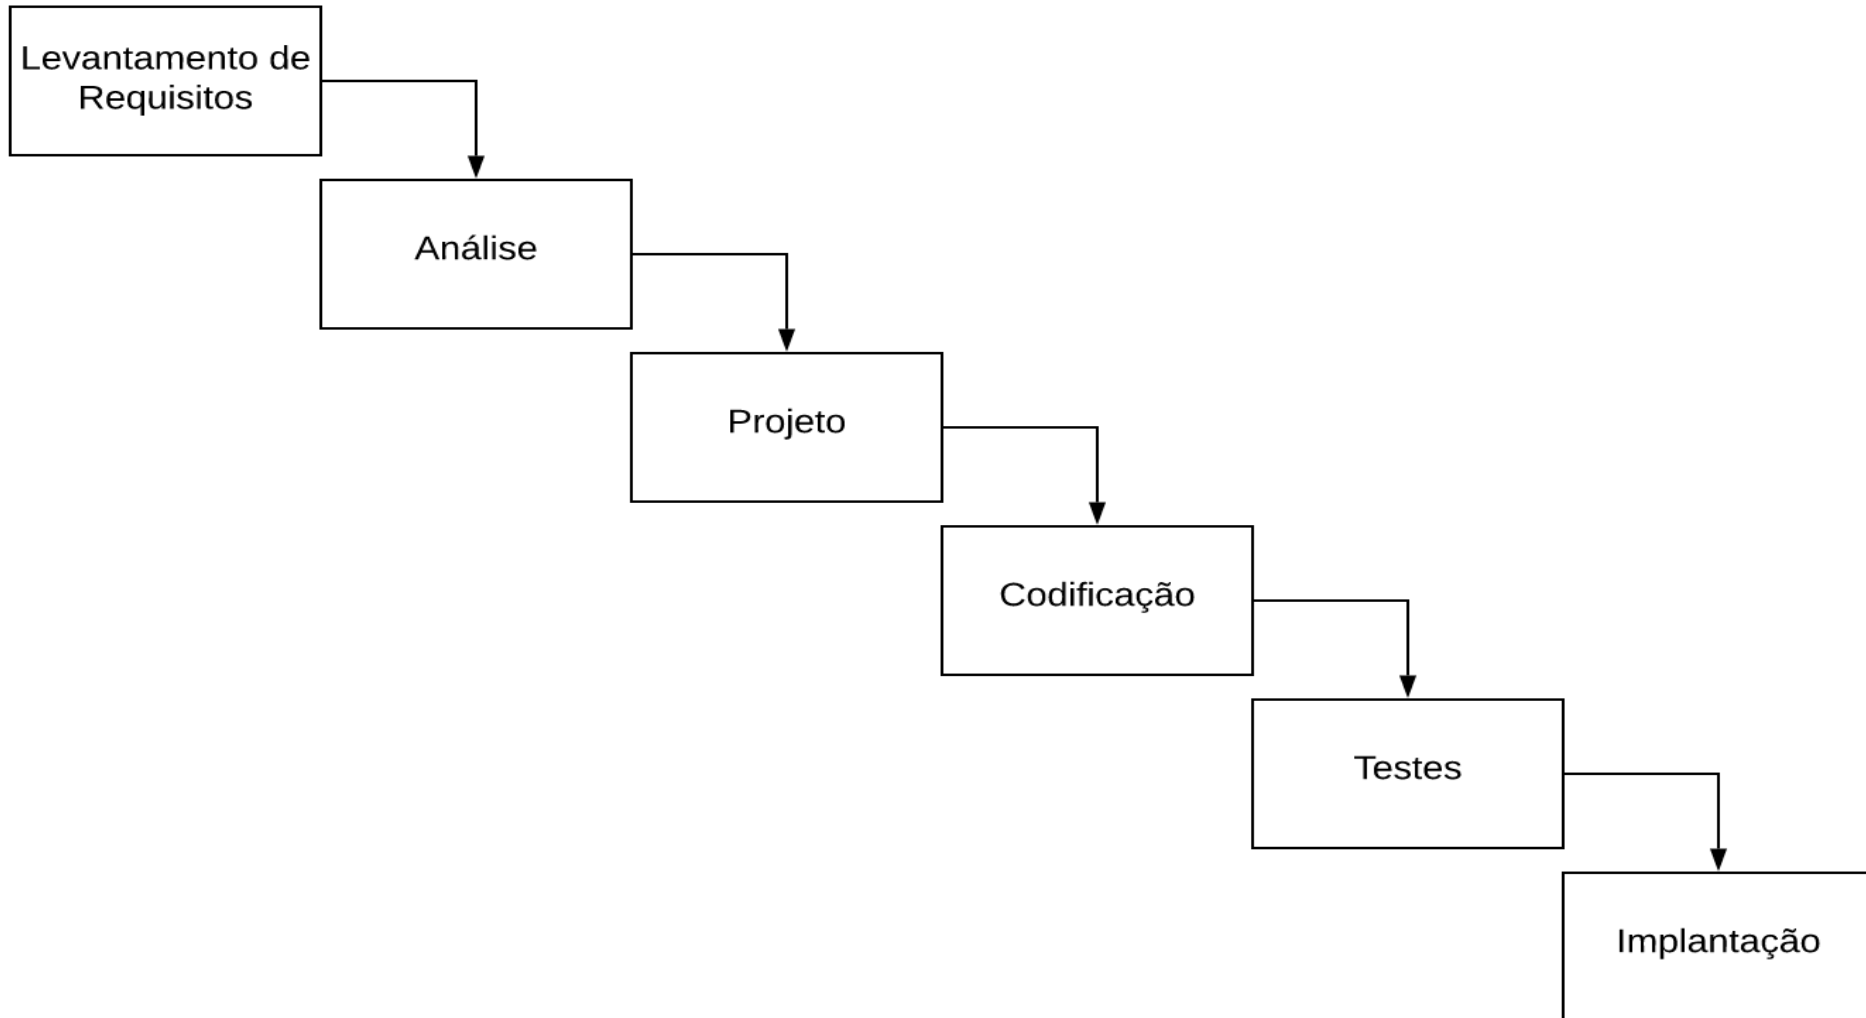 Levantamento de
Requisitos
Análise
Projeto
Codificação
Testes
Implantação